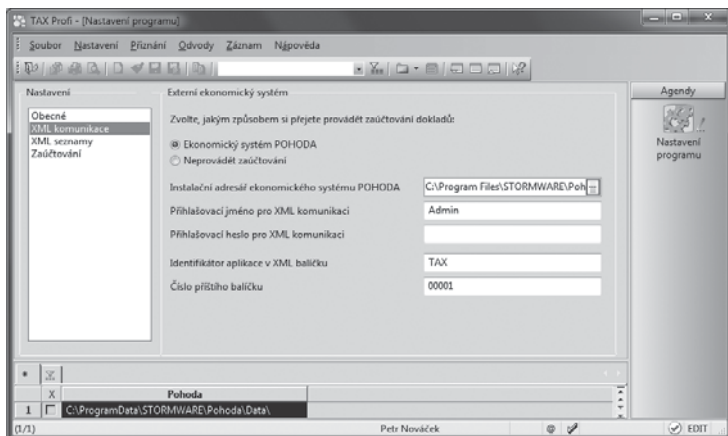 TAX Profi - [Nastavení programu]
Soubor Nastavení Přiznání Odvody Záznam Nápověda
Nastavení
Obecné
XML komunikace
XML seznamy
Zaúčtování
Externí ekonomický systém
Zvolte, jakým způsobem si přejete provádět zaúčtování dokladů:
Ekonomický systém POHODA
Neprovádět zaúčtování
Instalační adresář ekonomického systému POHODA C:\Program Files\STORMWARE\Poh
Přihlašovací jméno pro XML komunikaci Admin
Přihlašovací heslo pro XML komunikaci
Identifikátor aplikace v XML balíčku TAX
Číslo příštího balíčku 00001
Agendy
Nastavení
programu
X Pohoda
1 C:\ProgramData\STORMWARE\Pohoda\Data\
(1/1) Petr Nováček @ EDIT